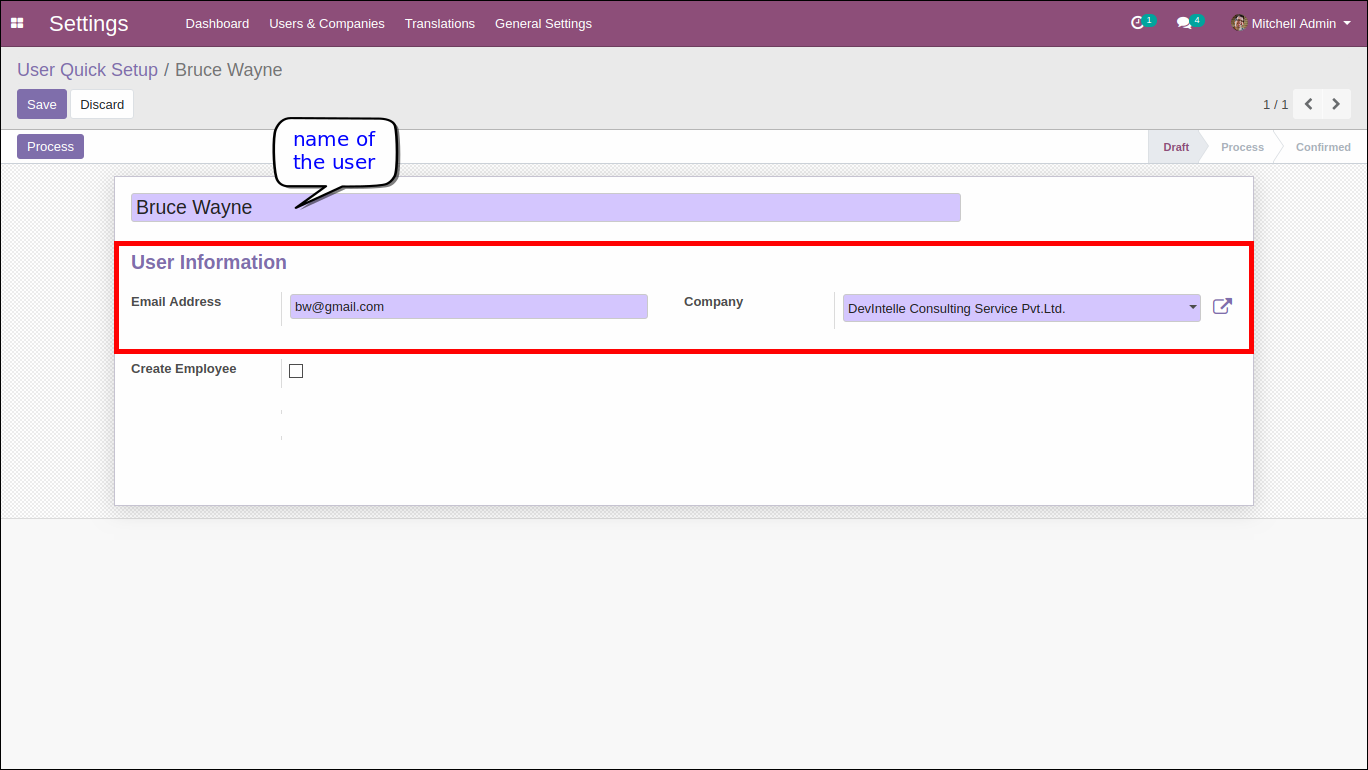 Settings Dashboard Users & Companies Translations General Settings 1 4 Mitchell Admin
User Quick Setup / Bruce Wayne
Save Discard 1 / 1
Process Draft Process Confirmed
name of
the user
Bruce Wayne
User Information
Email Address bw@gmail.com Company DevIntelle Consulting Service Pvt.Ltd.
Create Employee